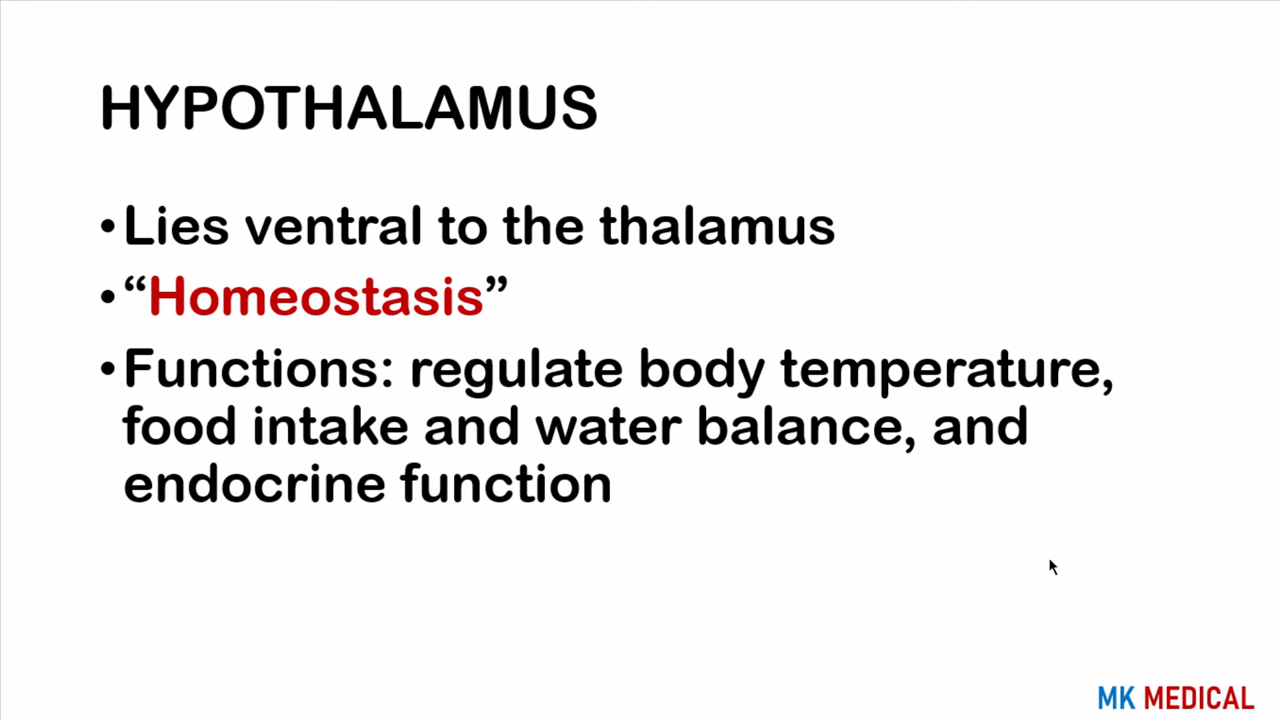 HYPOTHALAMUS
•Lies ventral to the thalamus
•“Homeostasis”
•Functions: regulate body temperature,
food intake and water balance, and
endocrine function
MK MEDICAL